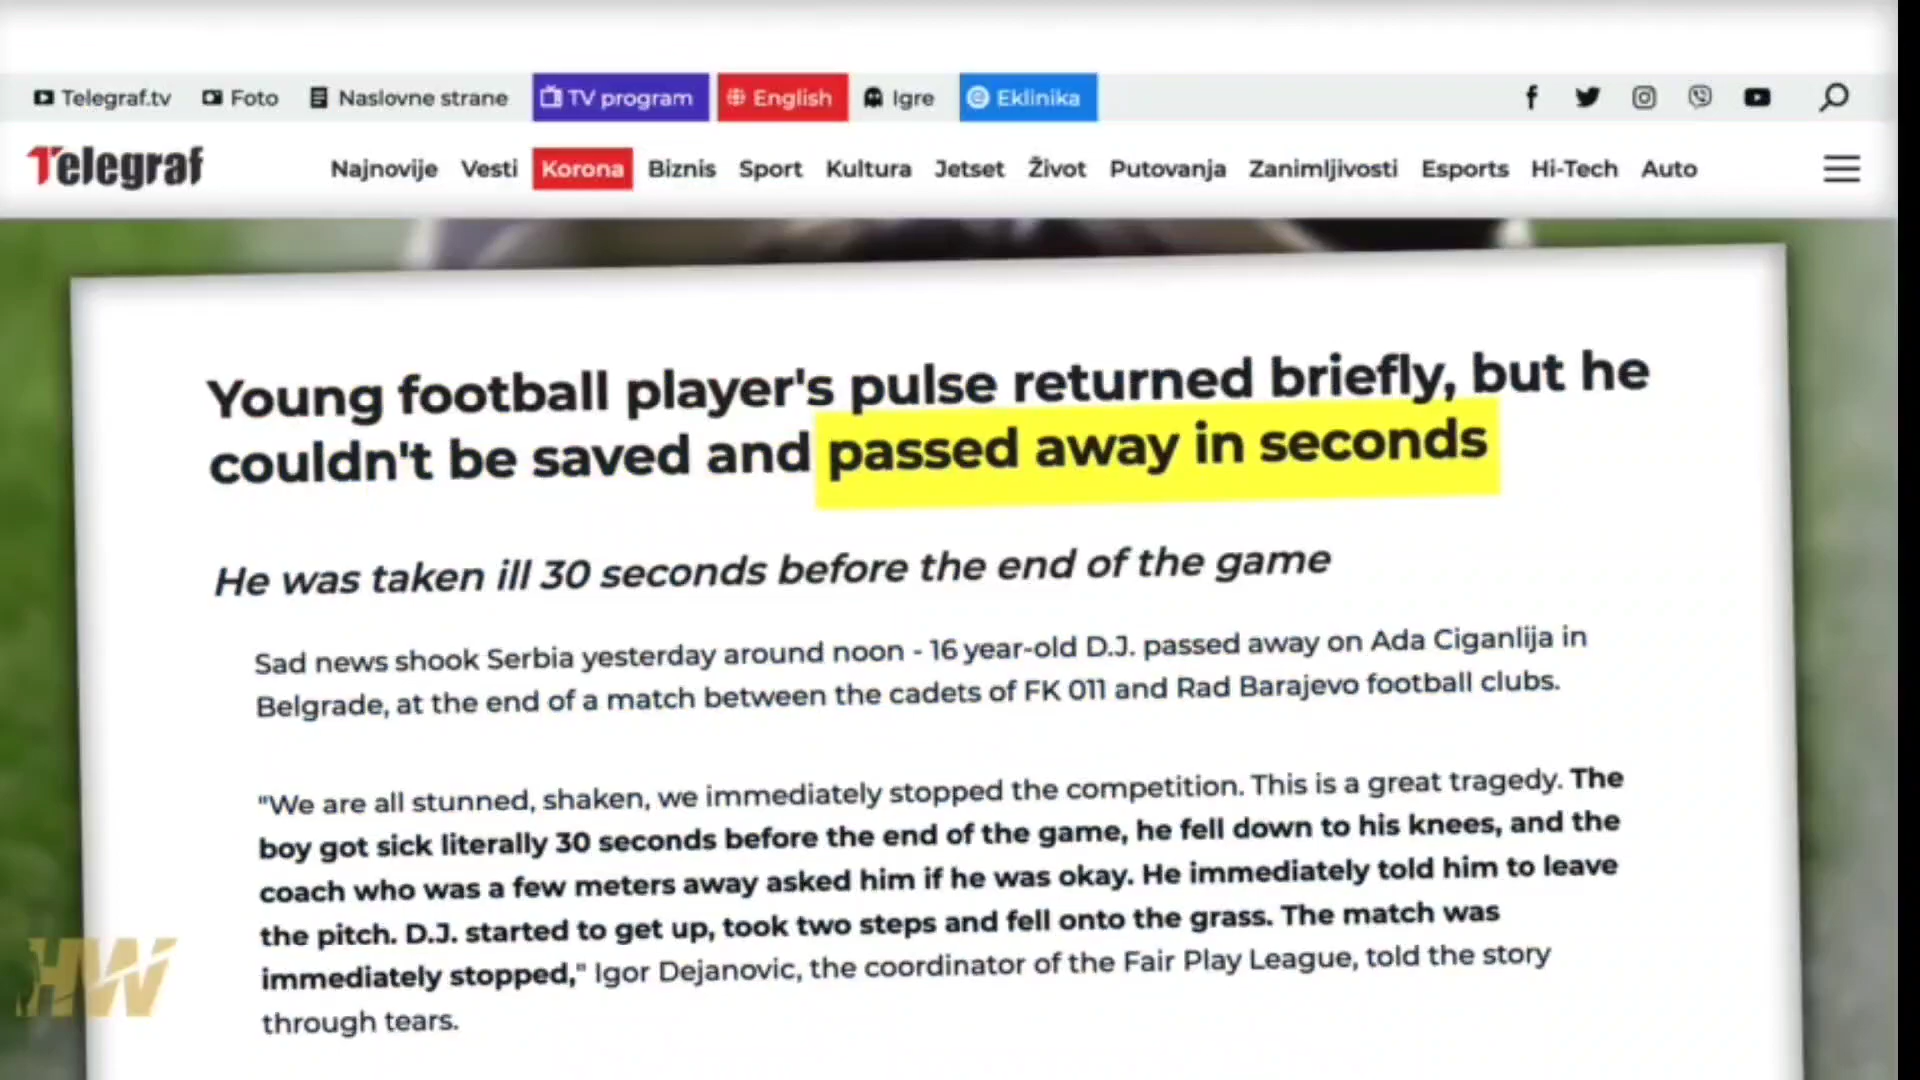 Telegraf.tv Foto Naslovne strane TV program English Igre Eklinika
Telegraf Najnovije Vesti Korona Biznis Sport Kultura Jetset Život Putovanja Zanimljivosti Esports Hi-Tech Auto
Young football player's pulse returned briefly, but he
couldn't be saved and passed away in seconds
He was taken ill 30 seconds before the end of the game
Sad news shook Serbia yesterday around noon - 16 year-old D.J. passed away on Ada Ciganlija in
Belgrade, at the end of a match between the cadets of FK 011 and Rad Barajevo football clubs.
"We are all stunned, shaken, we immediately stopped the competition. This is a great tragedy. The
boy got sick literally 30 seconds before the end of the game, he fell down to his knees, and the
coach who was a few meters away asked him if he was okay. He immediately told him to leave
the pitch. D.J. started to get up, took two steps and fell onto the grass. The match was
immediately stopped," Igor Dejanovic, the coordinator of the Fair Play League, told the story
through tears.
HW